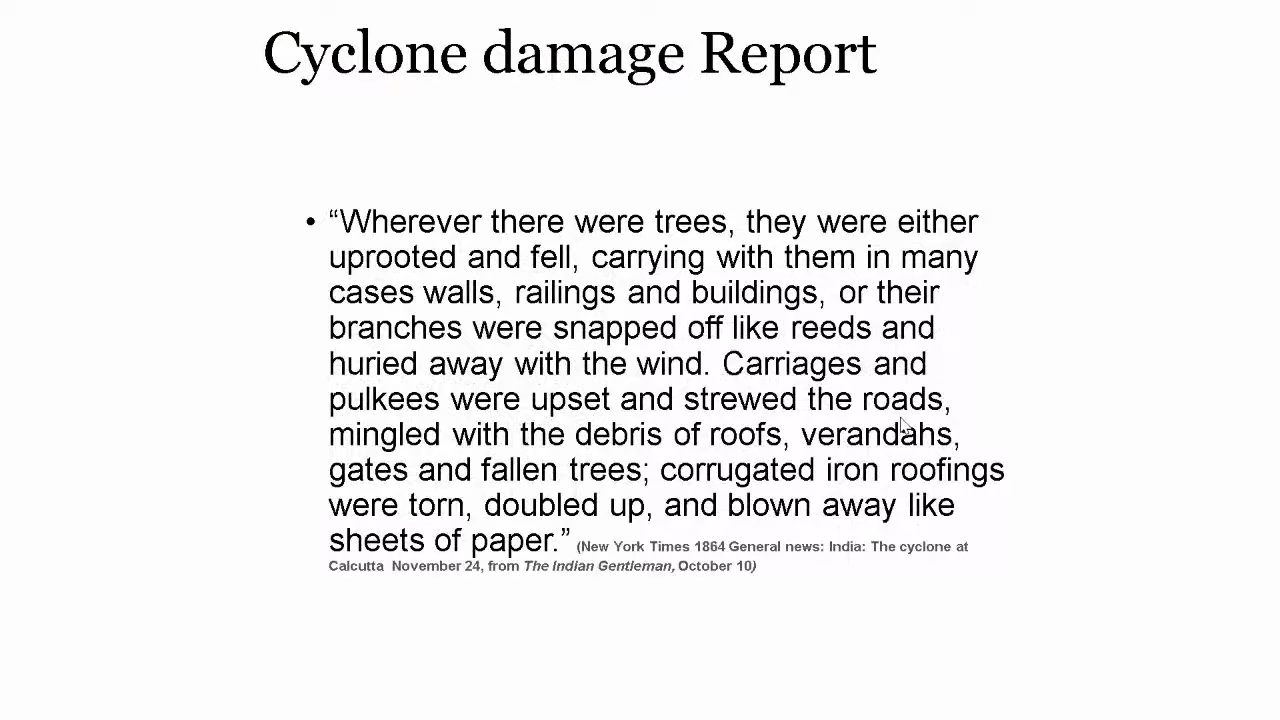 Cyclone damage Report
• “Wherever there were trees, they were either
uprooted and fell, carrying with them in many
cases walls, railings and buildings, or their
branches were snapped off like reeds and
huried away with the wind. Carriages and
pulkees were upset and strewed the roads,
mingled with the debris of roofs, verandahs,
gates and fallen trees; corrugated iron roofings
were torn, doubled up, and blown away like
sheets of paper.” (New York Times 1864 General news: India: The cyclone at
Calcutta November 24, from The Indian Gentleman, October 10)